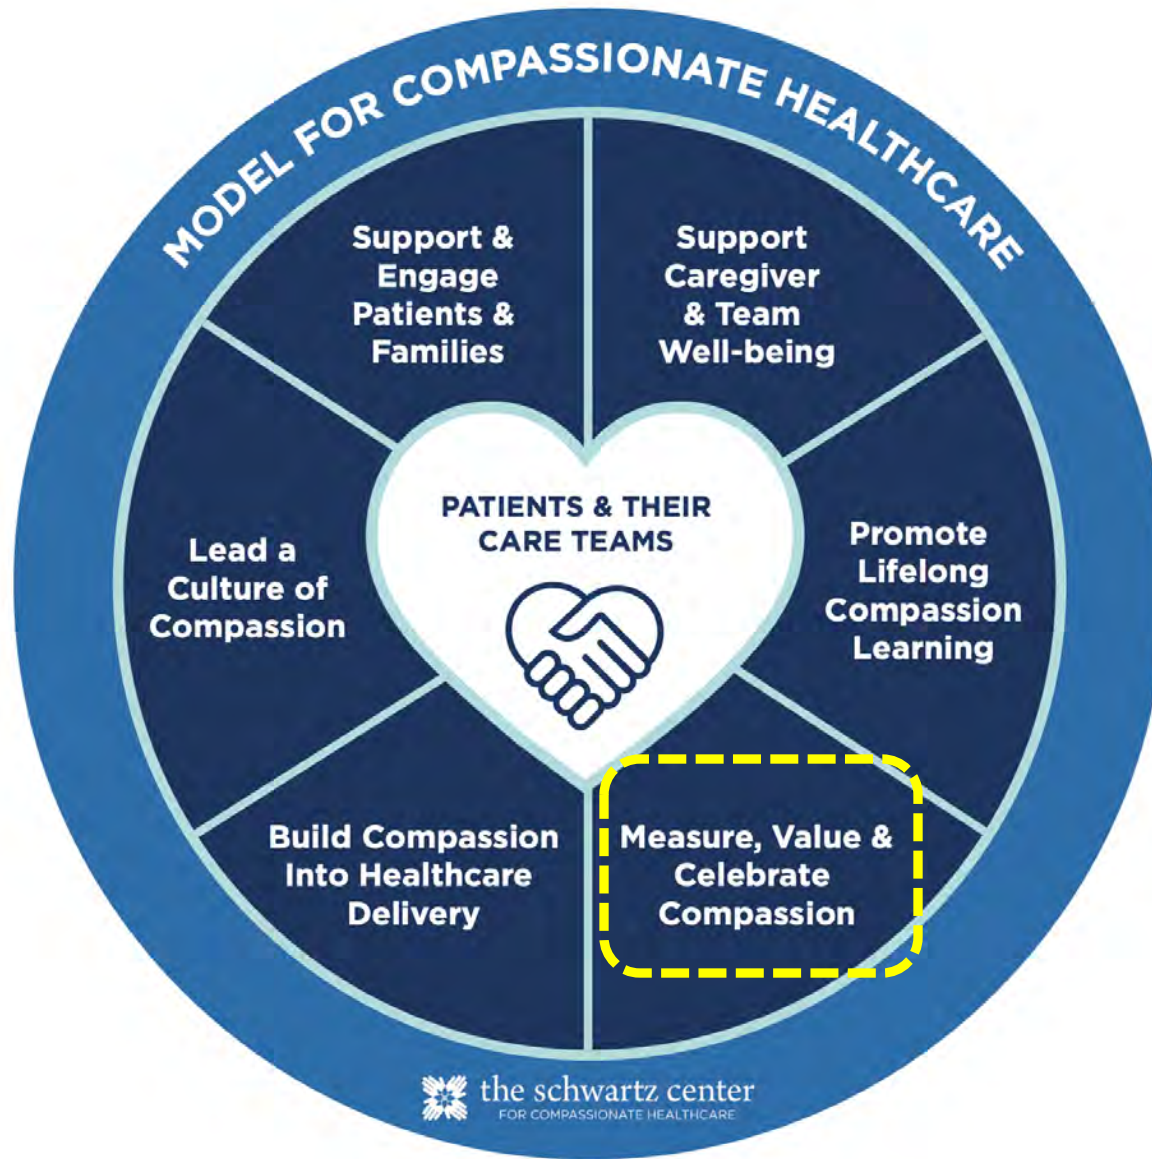 MODEL FOR COMPASSIONATE HEALTHCARE
Support &
Engage
Patients &
Families
Support
Caregiver
& Team
Well-being
PATIENTS & THEIR
CARE TEAMS
Lead a
Culture of
Compassion
Promote
Lifelong
Compassion
Learning
Build Compassion
Into Healthcare
Delivery
Measure, Value &
Celebrate
Compassion
the schwartz center
FOR COMPASSIONATE HEALTHCARE